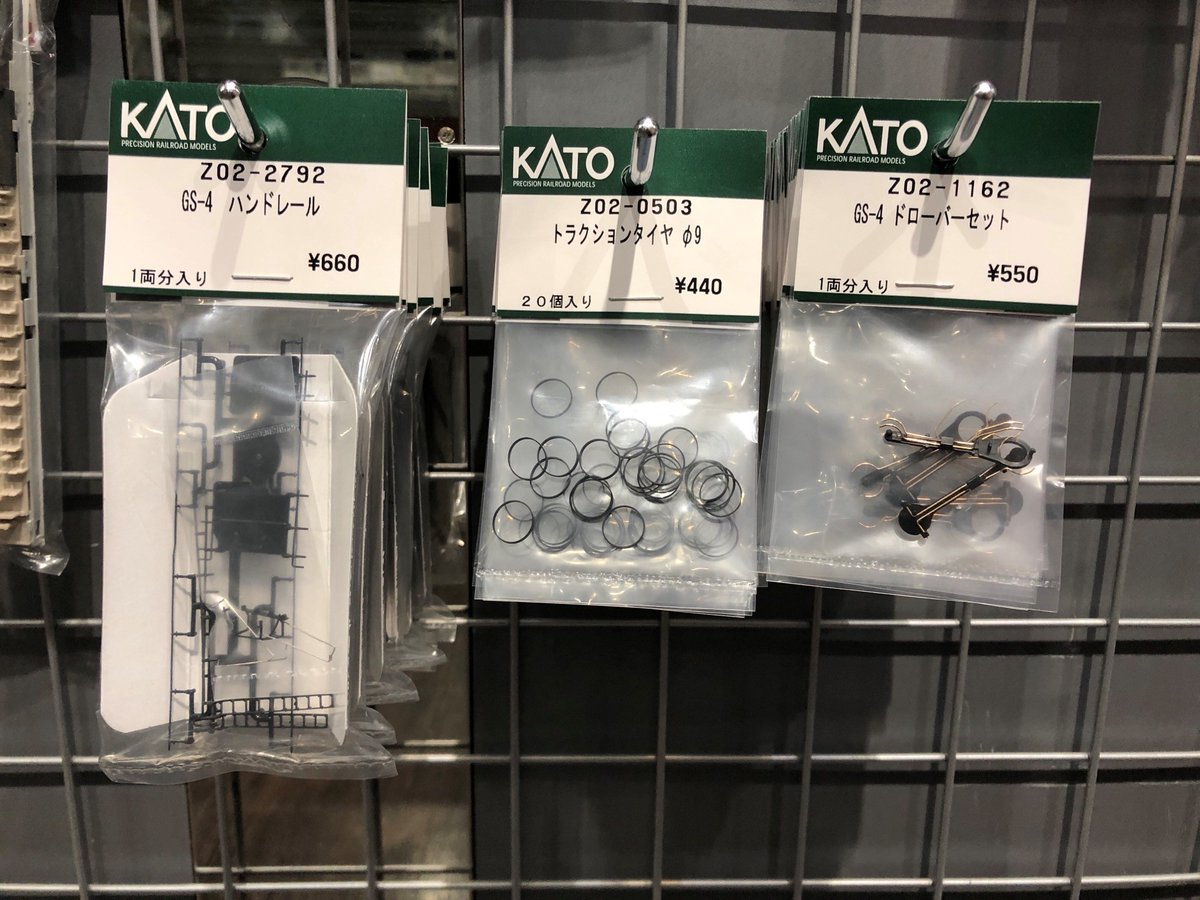 KATO
PRECISION RAILROAD MODELS
Z02-2792
GS-4 ハンドレール
¥660
1両分入り
KATO
PRECISION RAILROAD MODELS
Z02-0503
トラクションタイヤ φ9
¥440
20個入り
KATO
PRECISION RAILROAD MODELS
Z02-1162
GS-4 ドローバーセット
¥550
1両分入り